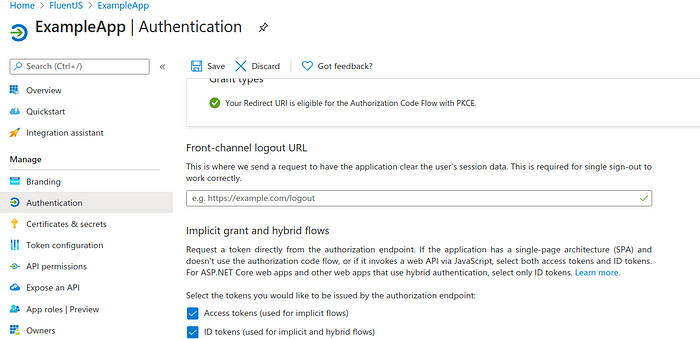 Home > FluentUS > ExampleApp
ExampleApp | Authentication
Search (Ctrl+/)
«
Overview
Quickstart
Integration assistant
Manage
Branding
Authentication
Certificates & secrets
Token configuration
API permissions
Expose an API
App roles | Preview
Owners
Save
Discard
Got feedback?
Grant types
Your Redirect URI is eligible for the Authorization Code Flow with PKCE.
Front-channel logout URL
This is where we send a request to have the application clear the user's session data. This is required for single sign-out to
work correctly.
e.g. https://example.com/logout
Implicit grant and hybrid flows
Request a token directly from the authorization endpoint. If the application has a single-page architecture (SPA) and
doesn't use the authorization code flow, or if it invokes a web API via JavaScript, select both access tokens and ID tokens.
For ASP.NET Core web apps and other web apps that use hybrid authentication, select only ID tokens. Learn more.
Select the tokens you would like to be issued by the authorization endpoint:
Access tokens (used for implicit flows)
ID tokens (used for implicit and hybrid flows)